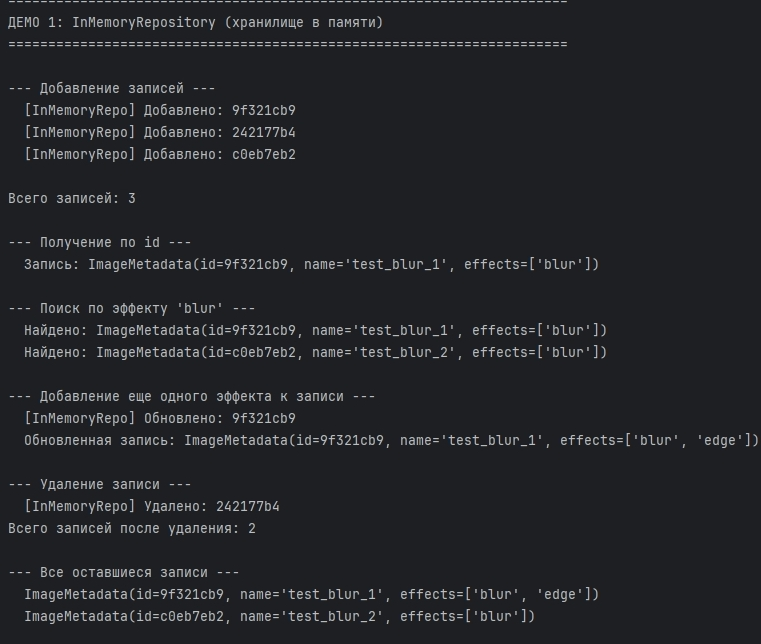 ======================================================================
ДЕМО 1: InMemoryRepository (хранилище в памяти)
======================================================================
--- Добавление записей ---
[InMemoryRepo] Добавлено: 9f321cb9
[InMemoryRepo] Добавлено: 242177b4
[InMemoryRepo] Добавлено: c0eb7eb2
Всего записей: 3
--- Получение по id ---
Запись: ImageMetadata(id=9f321cb9, name='test_blur_1', effects=['blur'])
--- Поиск по эффекту 'blur' ---
Найдено: ImageMetadata(id=9f321cb9, name='test_blur_1', effects=['blur'])
Найдено: ImageMetadata(id=c0eb7eb2, name='test_blur_2', effects=['blur'])
--- Добавление еще одного эффекта к записи ---
[InMemoryRepo] Обновлено: 9f321cb9
Обновленная запись: ImageMetadata(id=9f321cb9, name='test_blur_1', effects=['blur', 'edge'])
--- Удаление записи ---
[InMemoryRepo] Удалено: 242177b4
Всего записей после удаления: 2
--- Все оставшиеся записи ---
ImageMetadata(id=9f321cb9, name='test_blur_1', effects=['blur', 'edge'])
ImageMetadata(id=c0eb7eb2, name='test_blur_2', effects=['blur'])